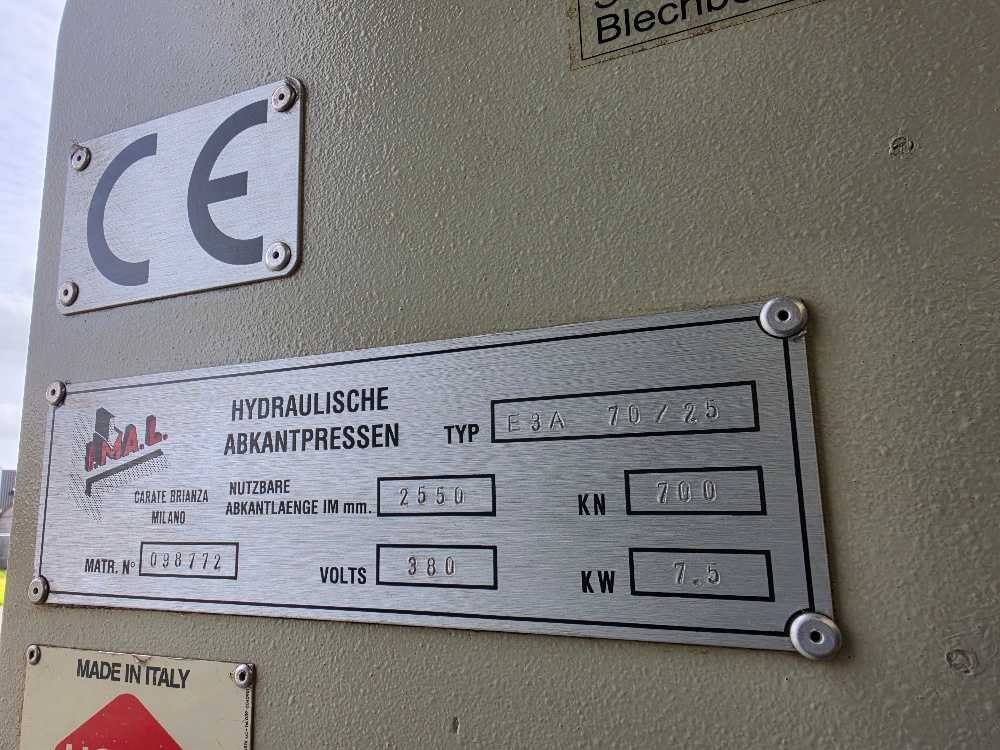 CE
HYDRAULISCHE
ABKANTPRESSEN
TYP E3A 70/25
I.MA.L.
CARATE BRIANZA
MILANO
NUTZBARE
ABKANTLAENGE IM mm. 2550
KN 700
MATR. N° 098772
VOLTS 380
KW 7.5
MADE IN ITALY